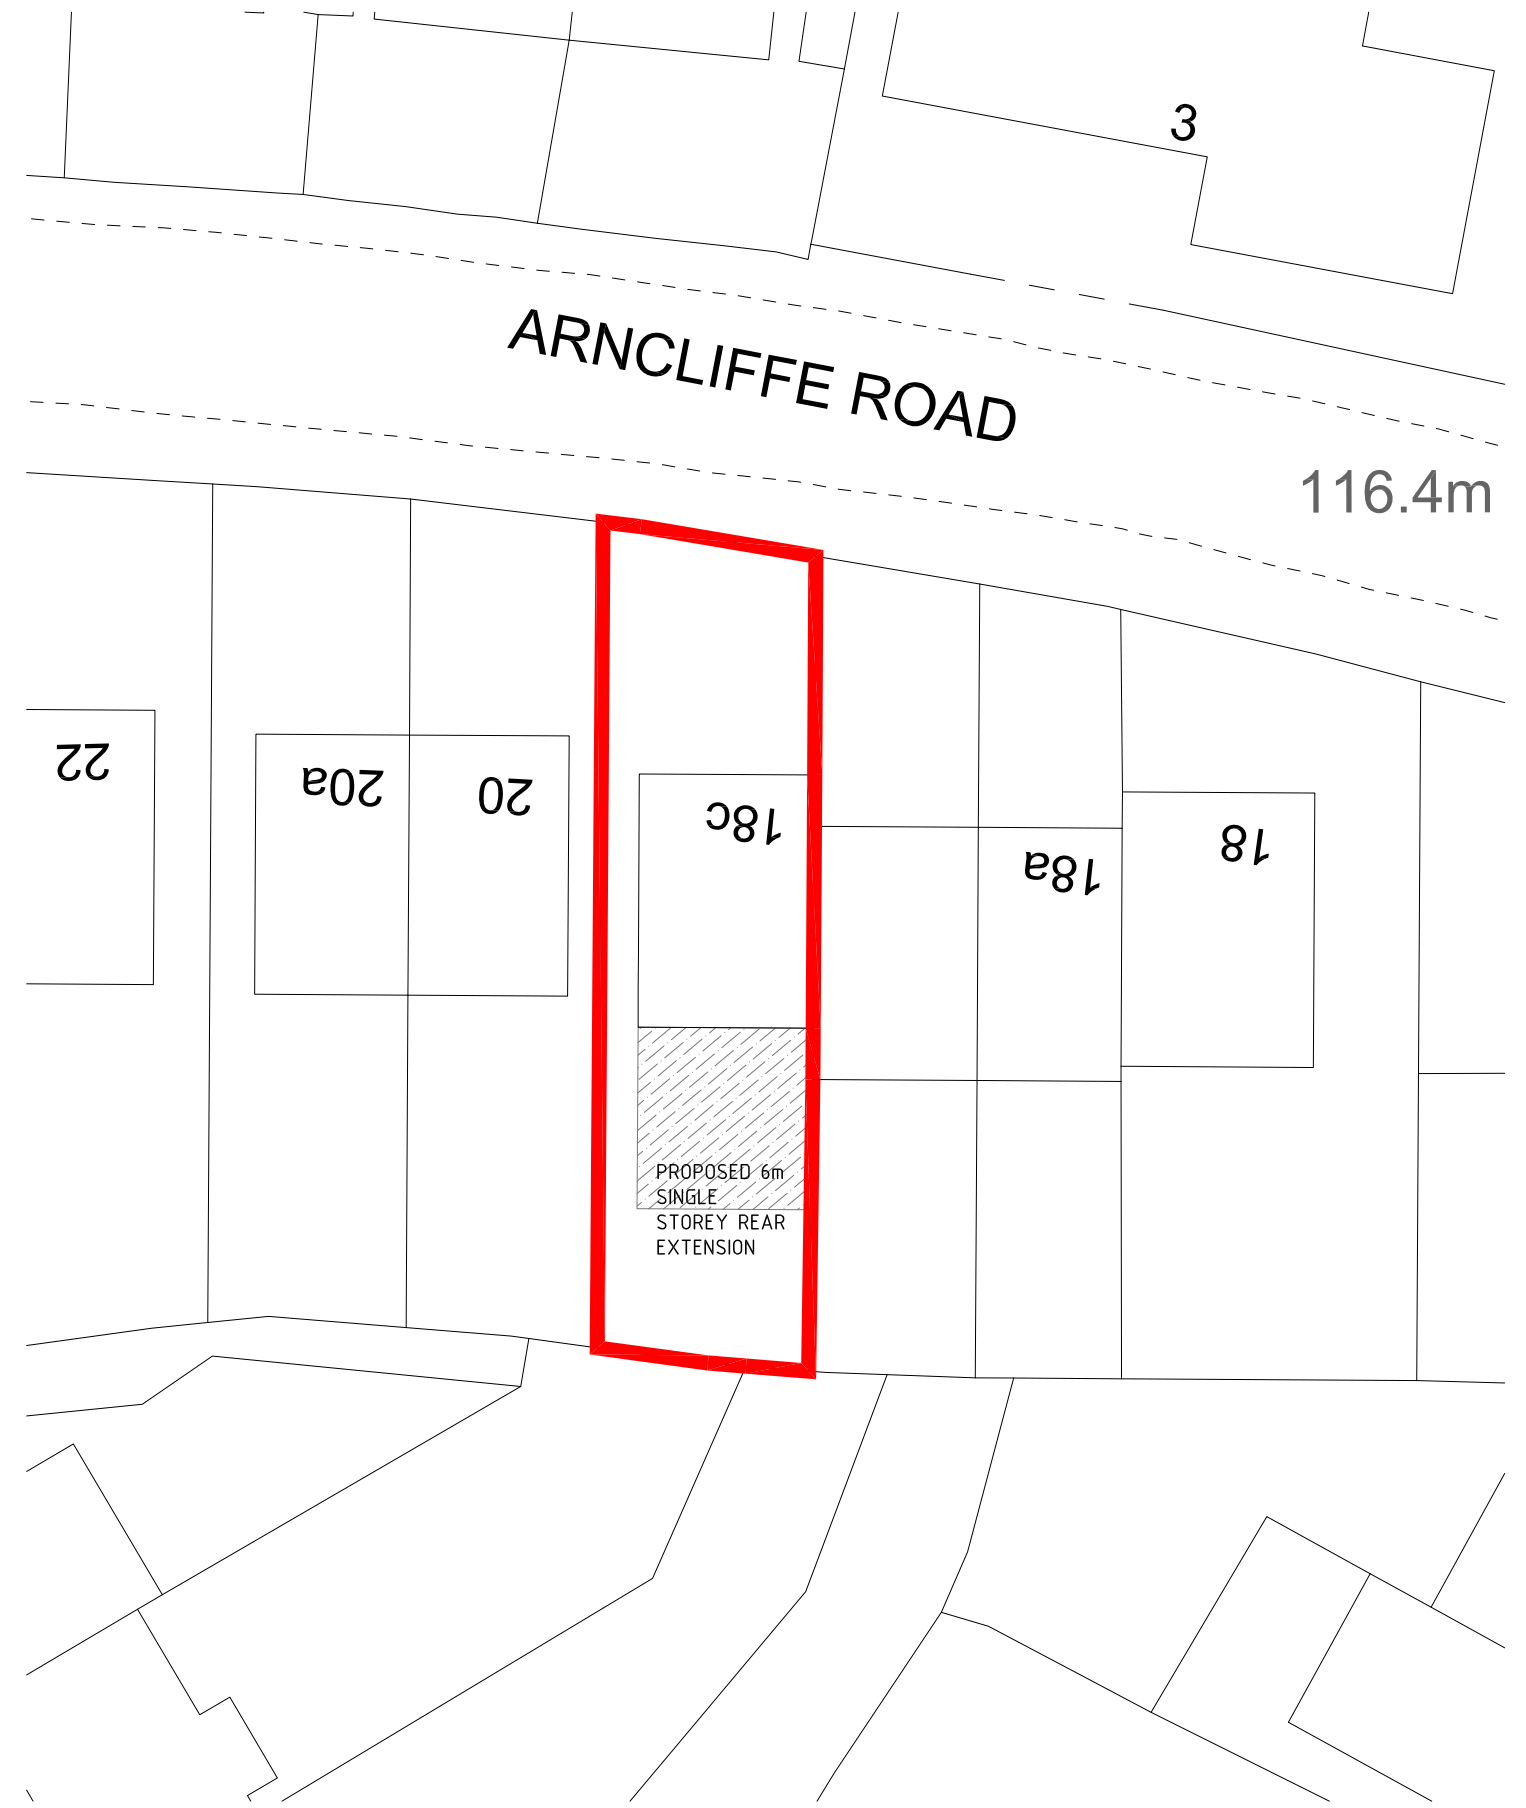 3
ARNCLIFFE ROAD
116.4m
22
20a
20
18c
18a
18
PROPOSED 6m
SINGLE
STOREY REAR
EXTENSION